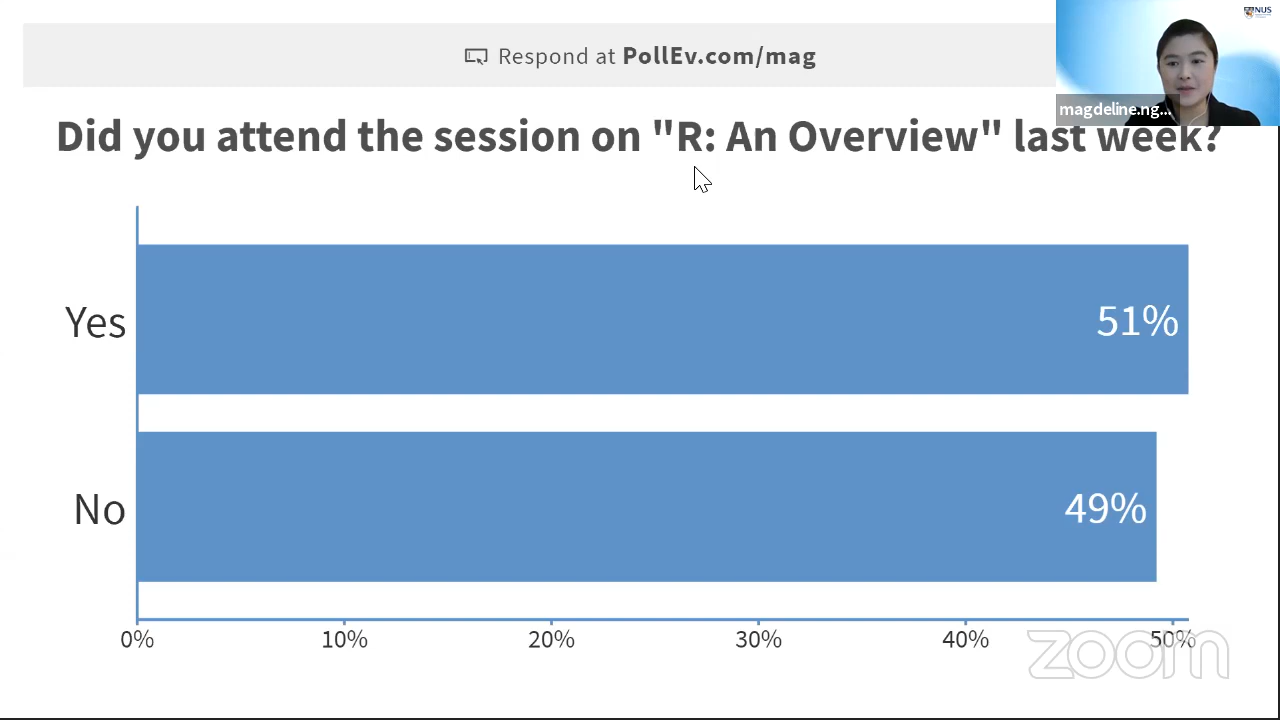 Respond at PollEv.com/mag
NUS
magdeline.ng...
Did you attend the session on "R: An Overview" last week?
Yes
51%
No
49%
0%
10%
20%
30%
40%
50%
zoom